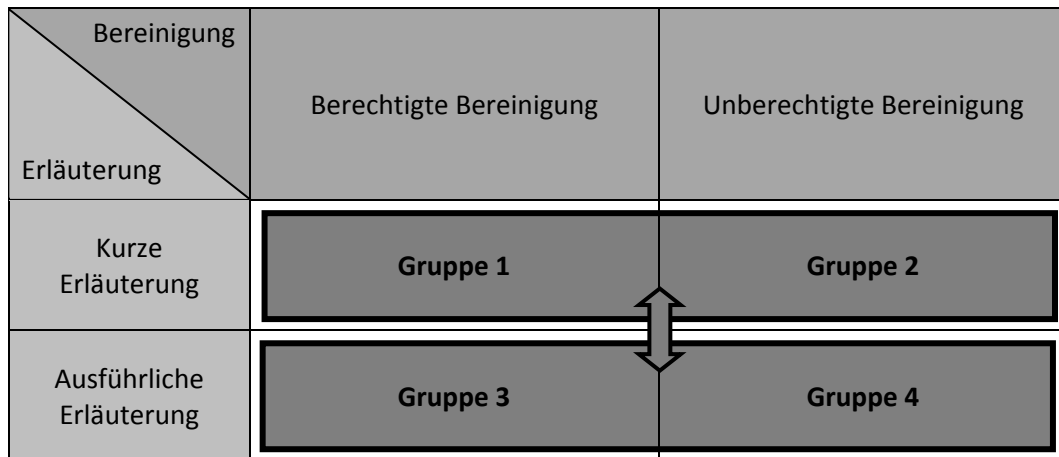 Bereinigung
Erläuterung
Berechtigte Bereinigung
Unberechtigte Bereinigung
Kurze
Erläuterung
Gruppe 1
Gruppe 2
Ausführliche
Erläuterung
Gruppe 3
Gruppe 4